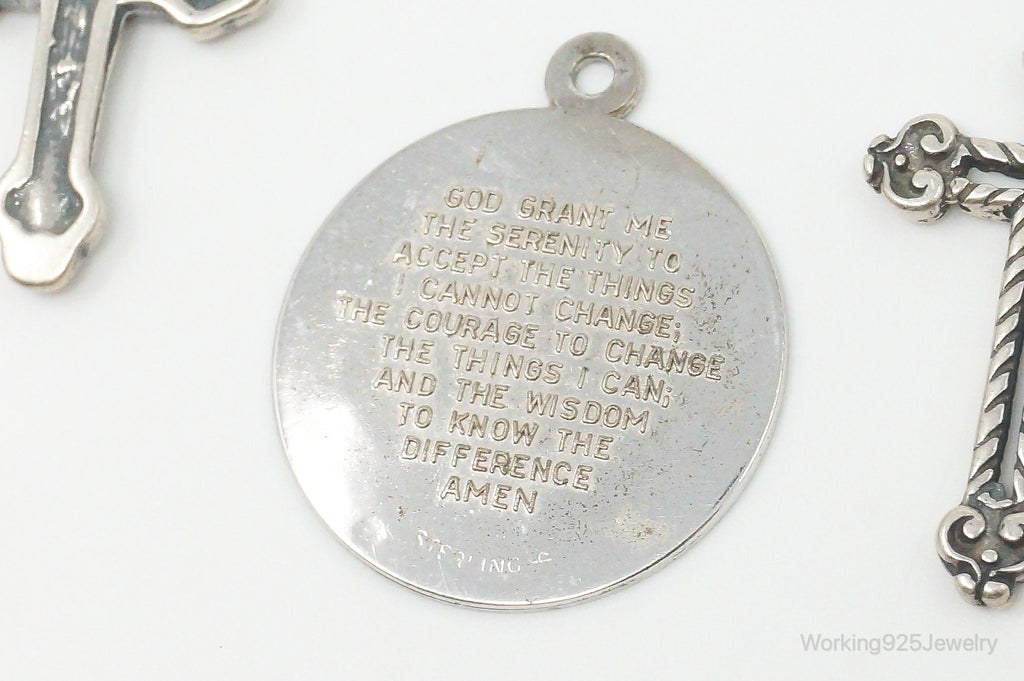 GOD GRANT ME
THE SERENITY TO
ACCEPT THE THINGS
I CANNOT CHANGE;
THE COURAGE TO CHANGE
THE THINGS I CAN;
AND THE WISDOM
TO KNOW THE
DIFFERENCE
AMEN
STERLING
Working925Jewelry